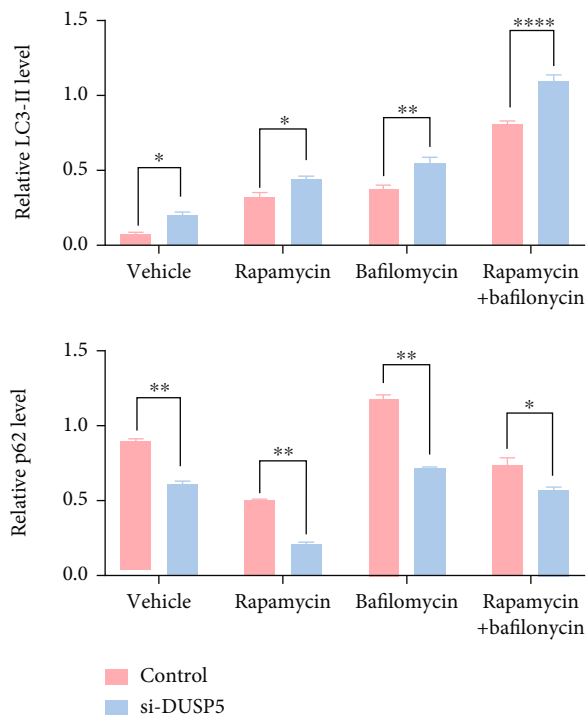 Relative LC3-II level
1.5
1.0
0.5
0.0
*
*
**
****
Vehicle
Rapamycin
Bafilomycin
Rapamycin
+bafilonycin
Relative p62 level
1.5
1.0
0.5
0.0
**
**
**
*
Vehicle
Rapamycin
Bafilomycin
Rapamycin
+bafilonycin
Control
si-DUSP5